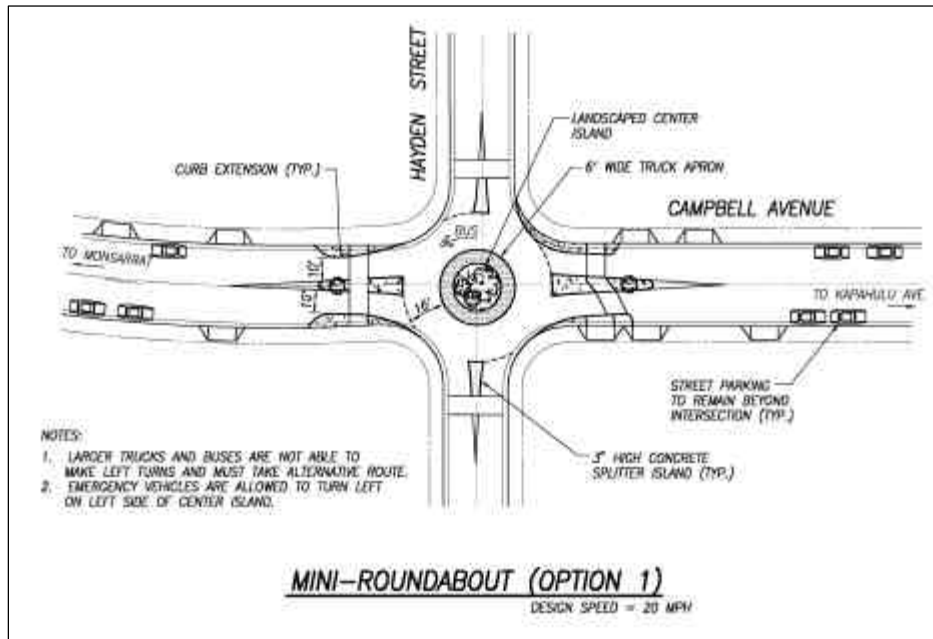 HAYDEN STREET
LANDSCAPED CENTER
ISLAND
CURB EXTENSION (TYP.)
6' WIDE TRUCK APRON
CAMPBELL AVENUE
TO MONSARRAT
10'
10'
16'
TO KAPAHULU AVE.
STREET PARKING
TO REMAIN BEYOND
INTERSECTION (TYP.)
3" HIGH CONCRETE
SPLITTER ISLAND (TYP.)
NOTES:
1. LARGER TRUCKS AND BUSES ARE NOT ABLE TO
MAKE LEFT TURNS AND MUST TAKE ALTERNATIVE ROUTE.
2. EMERGENCY VEHICLES ARE ALLOWED TO TURN LEFT
ON LEFT SIDE OF CENTER ISLAND.
MINI-ROUNDABOUT (OPTION 1)
DESIGN SPEED = 20 MPH